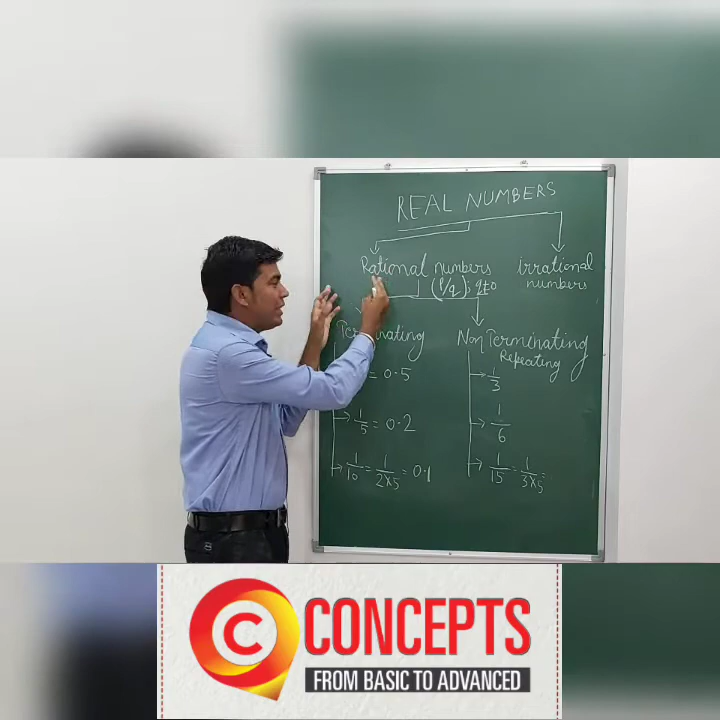 REAL NUMBERS
Rational numbers
irrational
numbers
(P/q); q≠0
Terminating
Non Terminating
Repeating
= 0.5
1/3
1/5 = 0.2
1/6
1/10 = 1/2×5 = 0.1
1/15 = 1/3×5 =
C
CONCEPTS
FROM BASIC TO ADVANCED